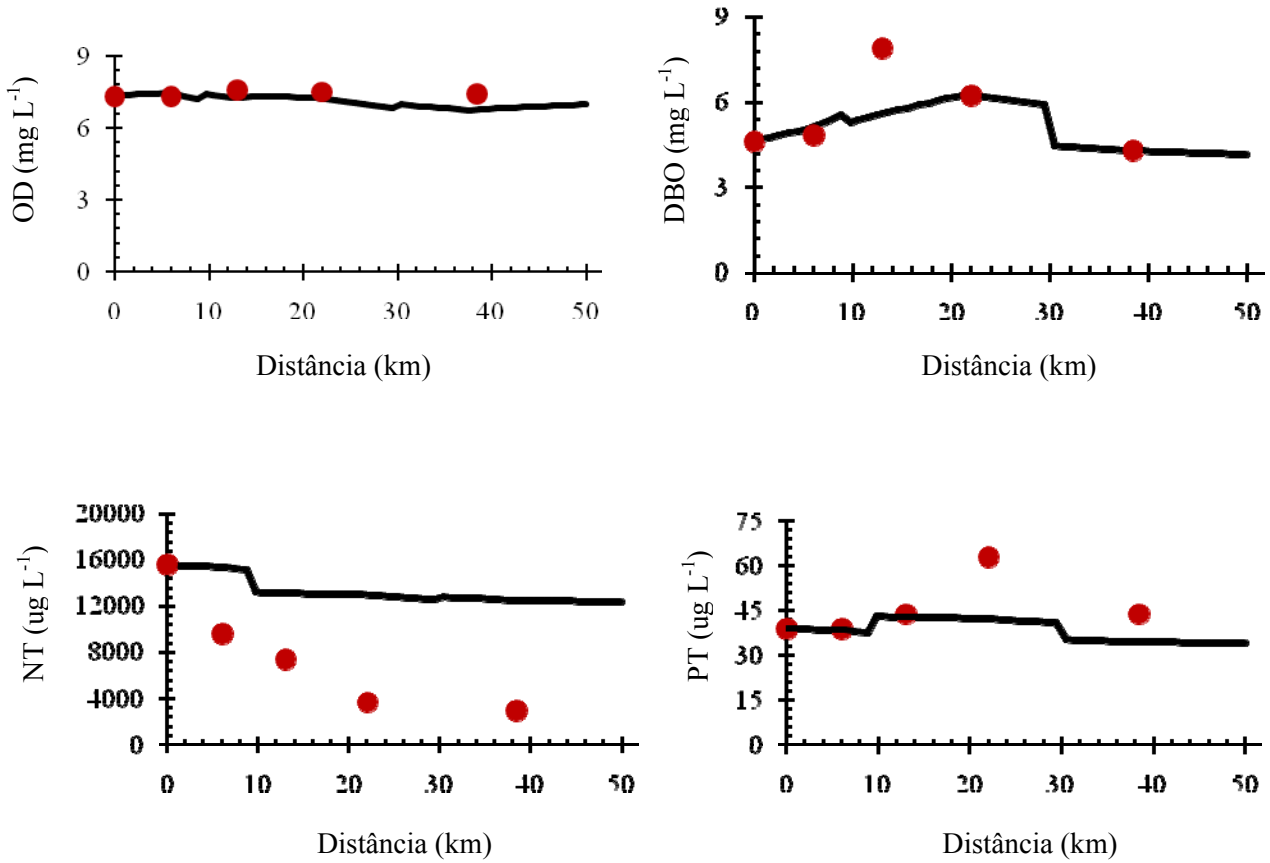 OD (mg L-1)
9
6
3
0
0 10 20 30 40 50
Distância (km)
DBO (mg L-1)
9
6
3
0
0 10 20 30 40 50
Distância (km)
NT (ug L-1)
20000
16000
12000
8000
4000
0
0 10 20 30 40 50
Distância (km)
PT (ug L-1)
75
60
45
30
15
0
0 10 20 30 40 50
Distância (km)